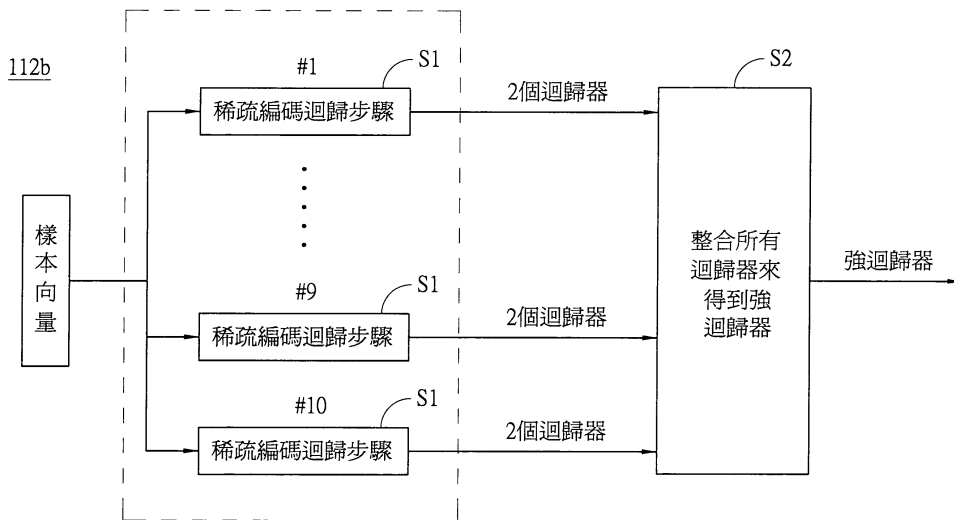 112b
#1
S1
稀疏編碼迴歸步驟
2個迴歸器
S2
樣
本
向
量
#9
S1
稀疏編碼迴歸步驟
2個迴歸器
#10
S1
稀疏編碼迴歸步驟
2個迴歸器
整合所有
迴歸器來
得到強
迴歸器
強迴歸器